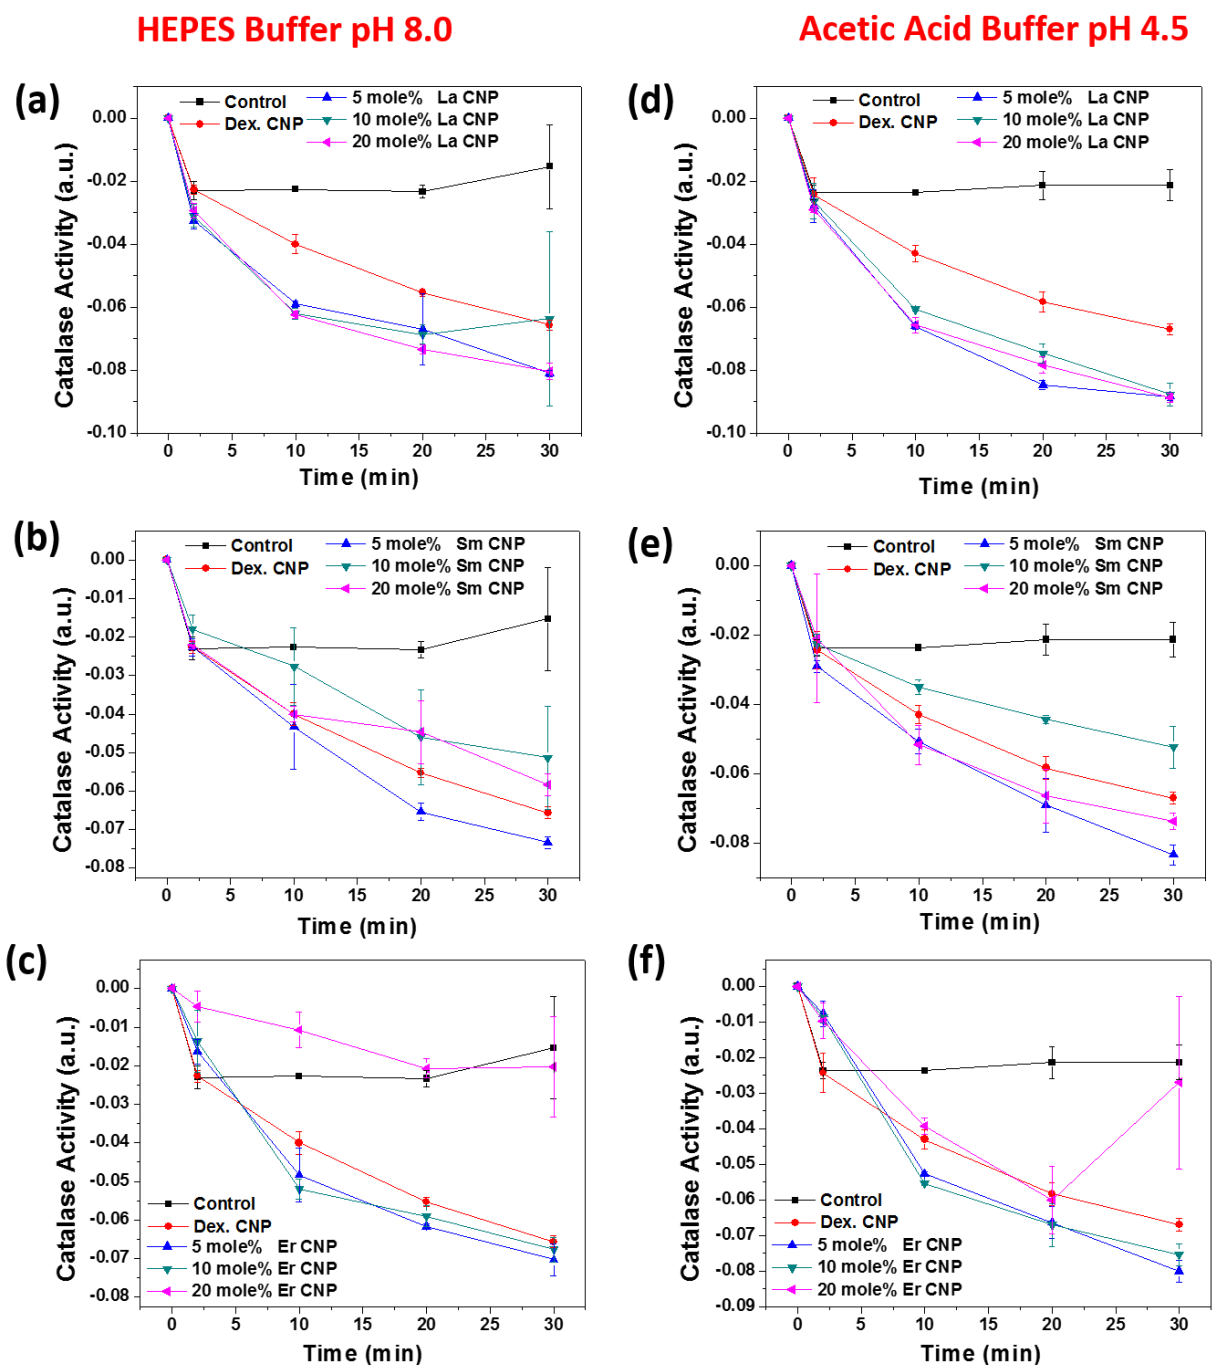 HEPES Buffer pH 8.0
Acetic Acid Buffer pH 4.5
(a)
Control
Dex. CNP
5 mole% La CNP
10 mole% La CNP
20 mole% La CNP
0.00
-0.02
-0.04
-0.06
-0.08
-0.10
Catalase Activity (a.u.)
0 5 10 15 20 25 30
Time (min)
(d)
Control
Dex. CNP
5 mole% La CNP
10 mole% La CNP
20 mole% La CNP
0.00
-0.02
-0.04
-0.06
-0.08
-0.10
Catalase Activity (a.u.)
0 5 10 15 20 25 30
Time (min)
(b)
Control
Dex. CNP
5 mole% Sm CNP
10 mole% Sm CNP
20 mole% Sm CNP
0.00
-0.01
-0.02
-0.03
-0.04
-0.05
-0.06
-0.07
-0.08
Catalase Activity (a.u.)
0 5 10 15 20 25 30
Time (min)
(e)
Control
Dex. CNP
5 mole% Sm CNP
10 mole% Sm CNP
20 mole% Sm CNP
0.00
-0.02
-0.04
-0.06
-0.08
Catalase Activity (a.u.)
0 5 10 15 20 25 30
Time (min)
(c)
0.00
-0.01
-0.02
-0.03
-0.04
-0.05
-0.06
-0.07
-0.08
Catalase Activity (a.u.)
Control
Dex. CNP
5 mole% Er CNP
10 mole% Er CNP
20 mole% Er CNP
0 5 10 15 20 25 30
Time (min)
(f)
0.00
-0.01
-0.02
-0.03
-0.04
-0.05
-0.06
-0.07
-0.08
-0.09
Catalase Activity (a.u.)
Control
Dex. CNP
5 mole% Er CNP
10 mole% Er CNP
20 mole% Er CNP
0 5 10 15 20 25 30
Time (min)